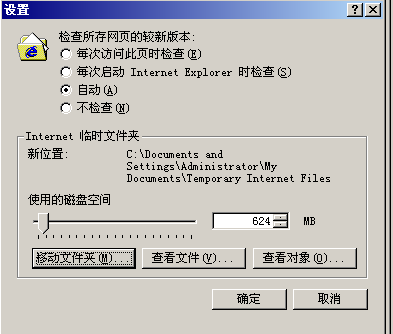 设置
检查所存网页的较新版本:
每次访问此页时检查(E)
每次启动 Internet Explorer 时检查(S)
自动(A)
不检查(N)
Internet 临时文件夹
新位置: C:\Documents and
Settings\Administrator\My
Documents\Temporary Internet Files
使用的磁盘空间
624 MB
移动文件夹(M)... 查看文件(V)... 查看对象(O)...
确定 取消